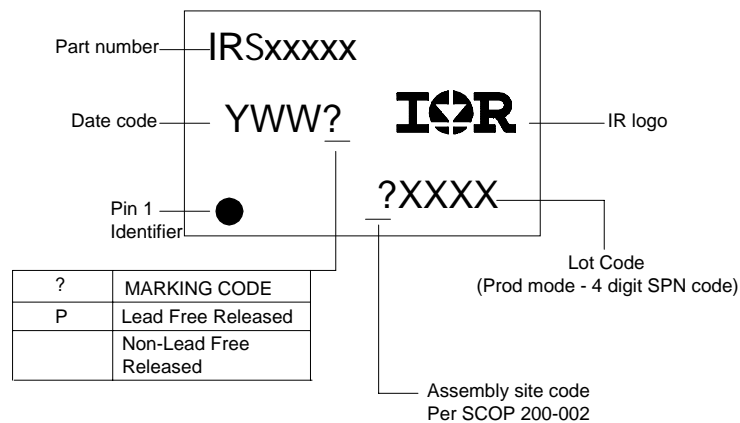 Part number
IRSxxxxx
Date code
YWW?
IOR
IR logo
?XXXX
Pin 1
Identifier
Lot Code
(Prod mode - 4 digit SPN code)
? MARKING CODE
P Lead Free Released
Non-Lead Free
Released
Assembly site code
Per SCOP 200-002